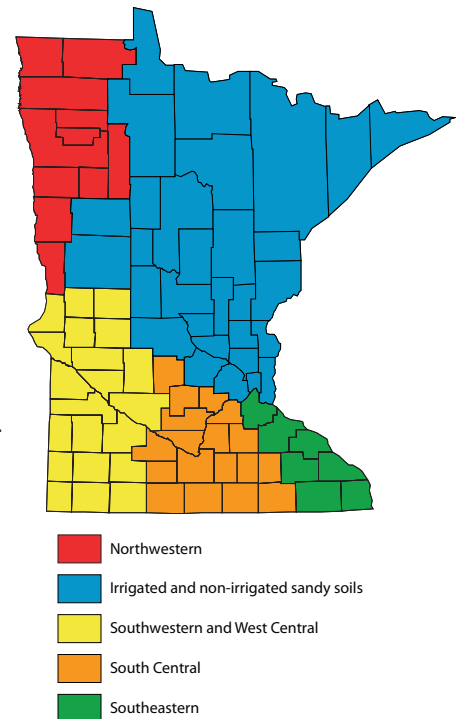 Northwestern
Irrigated and non-irrigated sandy soils
Southwestern and West Central
South Central
Southeastern